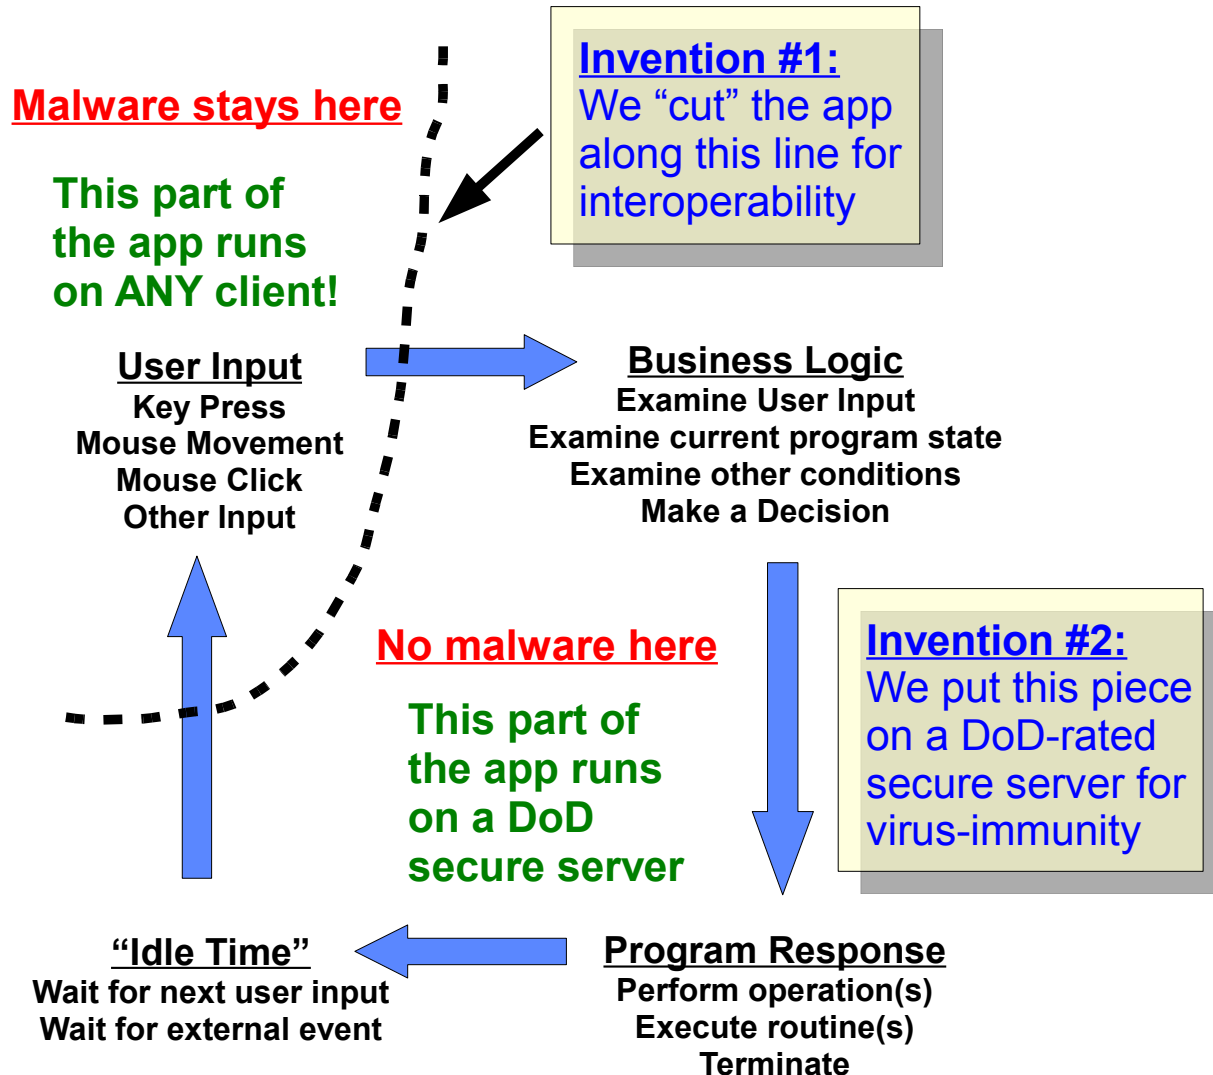 Malware stays here
This part of
the app runs
on ANY client!
Invention #1:
We “cut” the app
along this line for
interoperability
User Input
Key Press
Mouse Movement
Mouse Click
Other Input
Business Logic
Examine User Input
Examine current program state
Examine other conditions
Make a Decision
No malware here
This part of
the app runs
on a DoD
secure server
Invention #2:
We put this piece
on a DoD-rated
secure server for
virus-immunity
“Idle Time”
Wait for next user input
Wait for external event
Program Response
Perform operation(s)
Execute routine(s)
Terminate